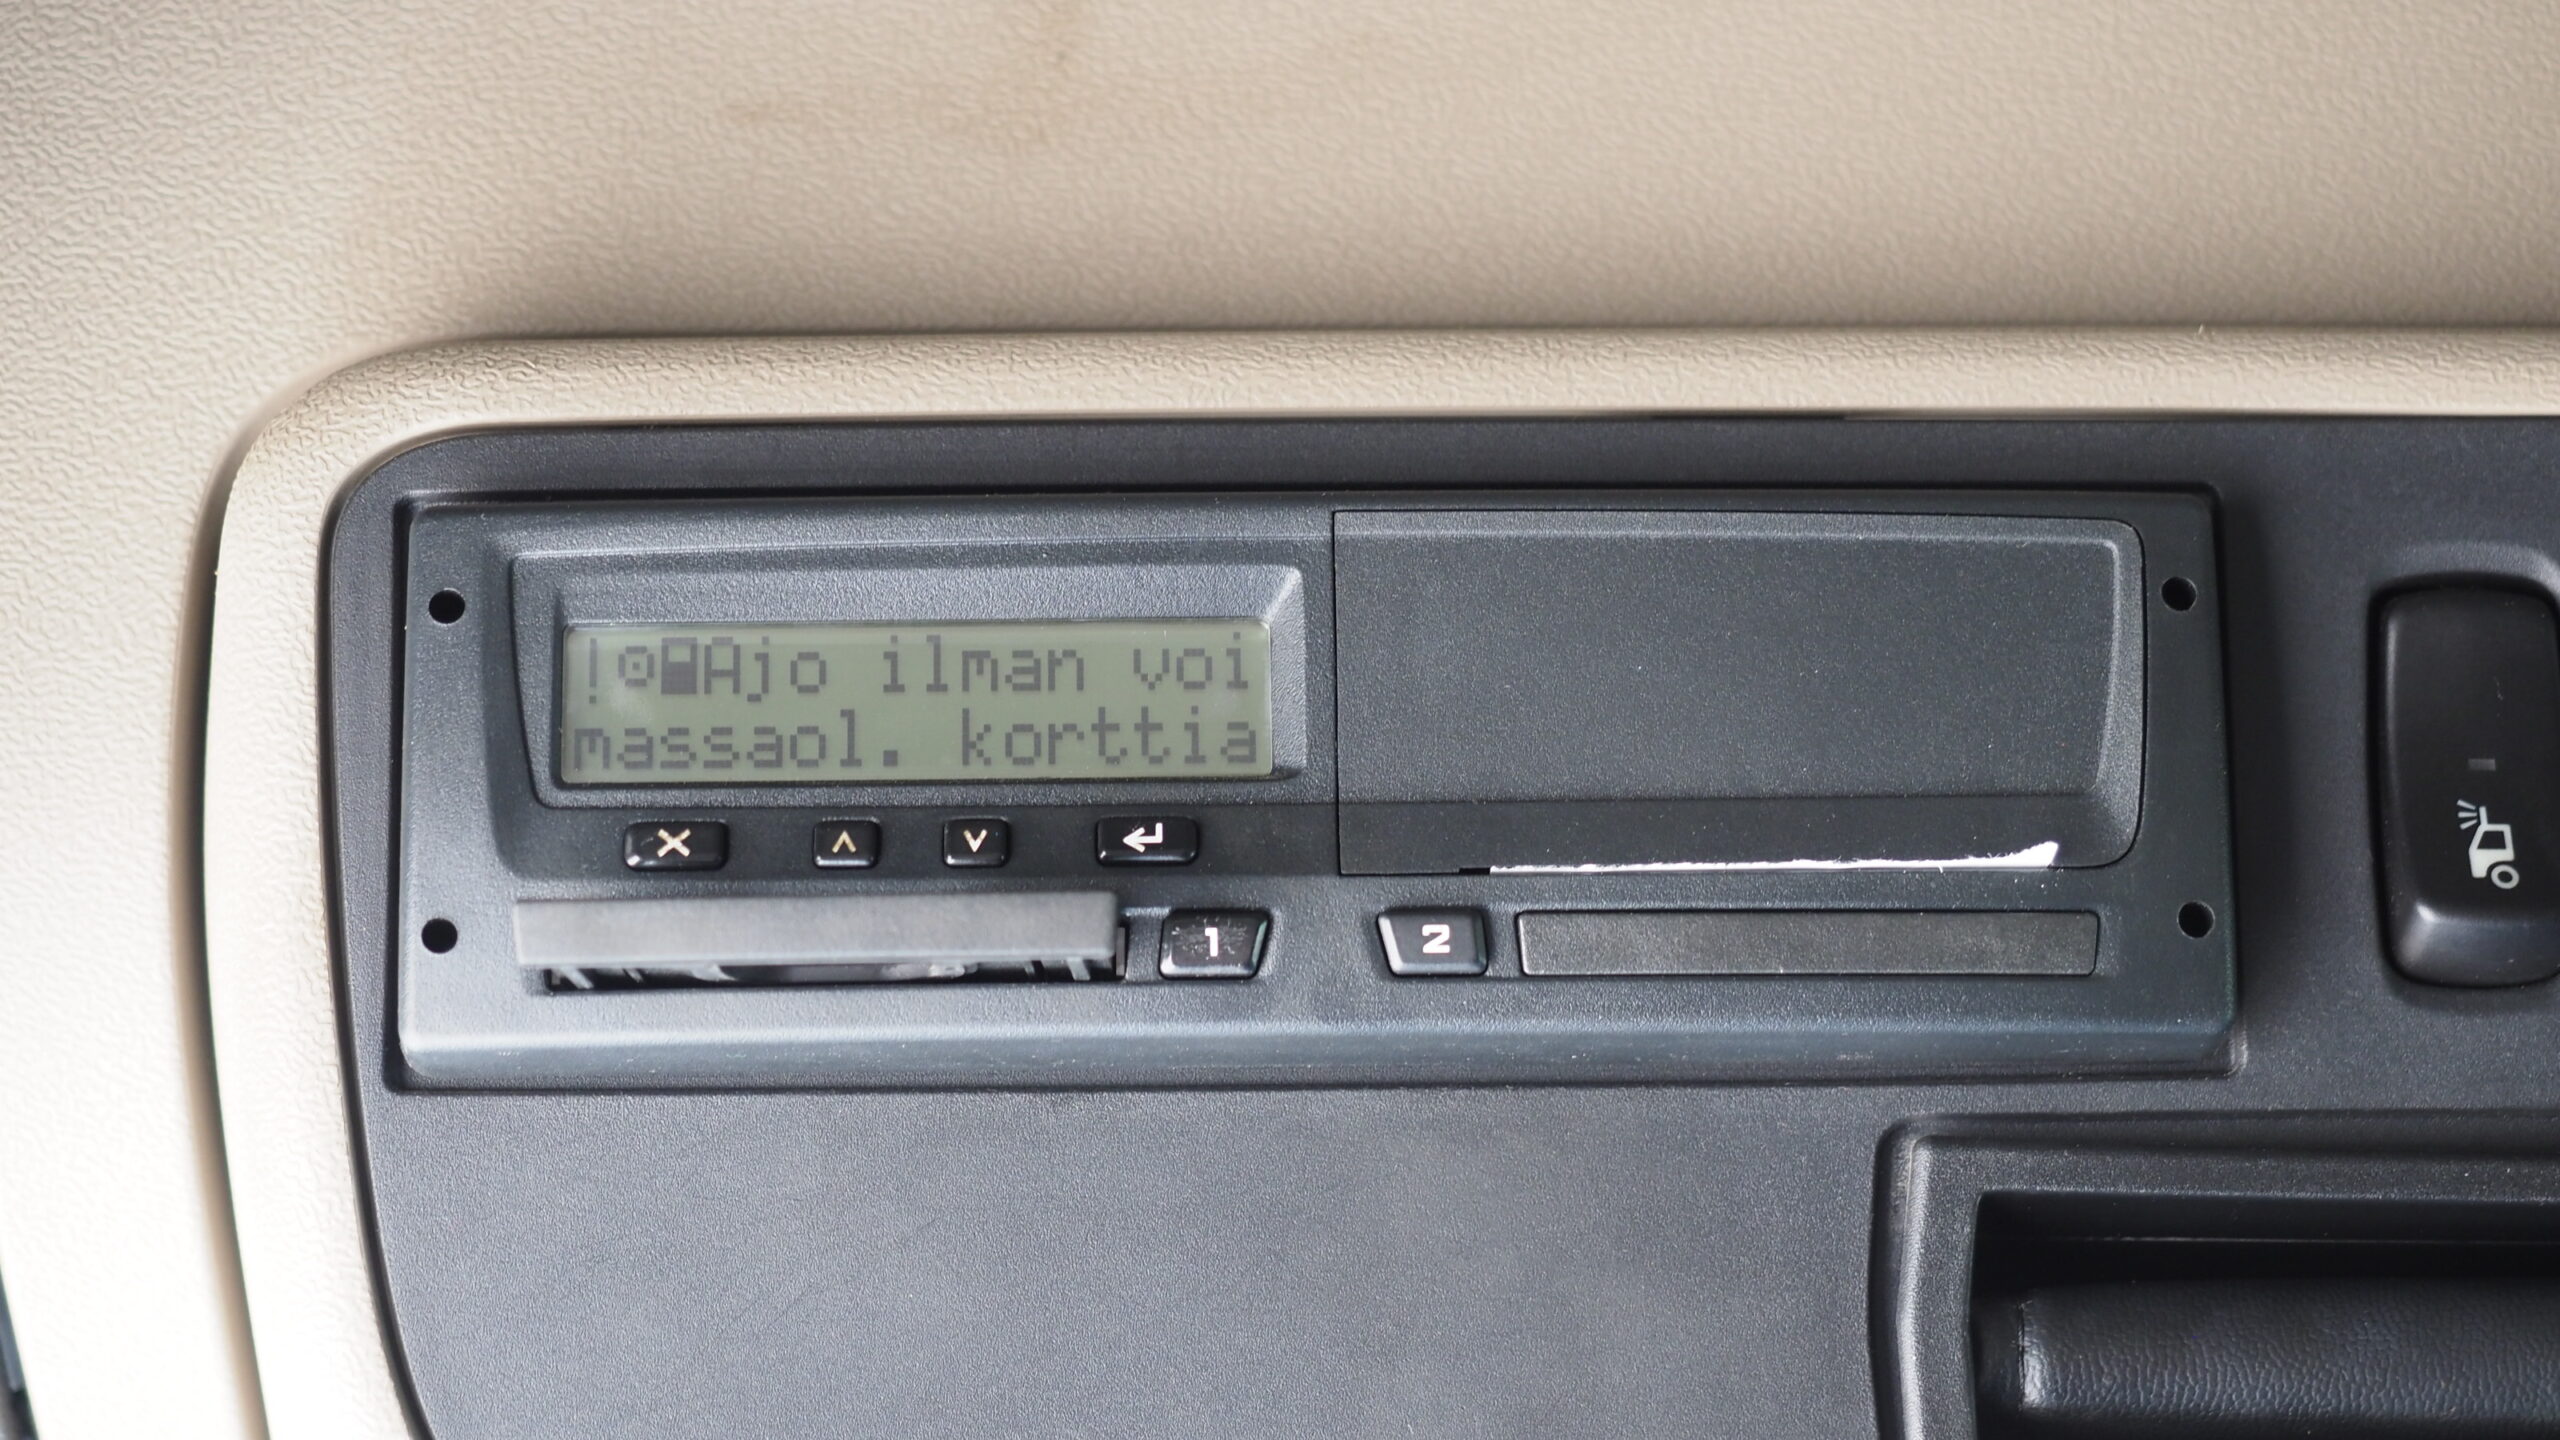 !Ajo ilman voi
massaol. korttia
1
2